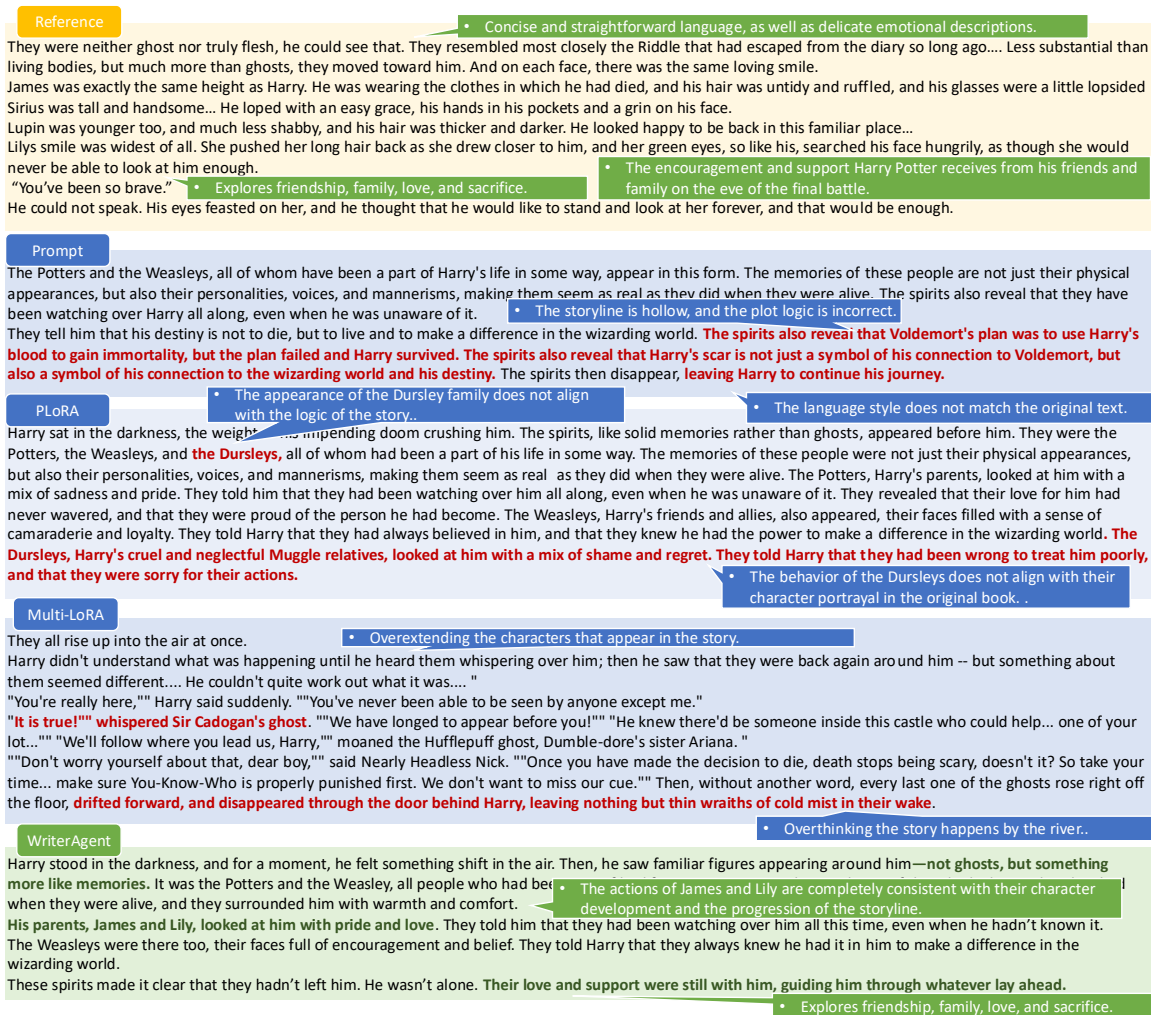 Reference
• Concise and straightforward language, as well as delicate emotional descriptions.
They were neither ghost nor truly flesh, he could see that. They resembled most closely the Riddle that had escaped from the diary so long ago.... Less substantial than
living bodies, but much more than ghosts, they moved toward him. And on each face, there was the same loving smile.
James was exactly the same height as Harry. He was wearing the clothes in which he had died, and his hair was untidy and ruffled, and his glasses were a little lopsided
Sirius was tall and handsome... He loped with an easy grace, his hands in his pockets and a grin on his face.
Lupin was younger too, and much less shabby, and his hair was thicker and darker. He looked happy to be back in this familiar place...
Lilys smile was widest of all. She pushed her long hair back as she drew closer to him, and her green eyes, so like his, searched his face hungrily, as though she would
never be able to look at him enough.
• The encouragement and support Harry Potter receives from his friends and
family on the eve of the final battle.
"You've been so brave."
• Explores friendship, family, love, and sacrifice.
He could not speak. His eyes feasted on her, and he thought that he would like to stand and look at her forever, and that would be enough.
Prompt
The Potters and the Weasleys, all of whom have been a part of Harry's life in some way, appear in this form. The memories of these people are not just their physical
appearances, but also their personalities, voices, and mannerisms, making them seem as real as they did when they were alive. The spirits also reveal that they have
been watching over Harry all along, even when he was unaware of it.
• The storyline is hollow, and the plot logic is incorrect.
They tell him that his destiny is not to die, but to live and to make a difference in the wizarding world. The spirits also reveal that Voldemort's plan was to use Harry's
blood to gain immortality, but the plan failed and Harry survived. The spirits also reveal that Harry's scar is not just a symbol of his connection to Voldemort, but
also a symbol of his connection to the wizarding world and his destiny. The spirits then disappear, leaving Harry to continue his journey.
• The appearance of the Dursley family does not align
with the logic of the story..
• The language style does not match the original text.
PLoRA
Harry sat in the darkness, the weight impending doom crushing him. The spirits, like solid memories rather than ghosts, appeared before him. They were the
Potters, the Weasleys, and the Dursleys, all of whom had been a part of his life in some way. The memories of these people were not just their physical appearances,
but also their personalities, voices, and mannerisms, making them seem as real as they did when they were alive. The Potters, Harry's parents, looked at him with a
mix of sadness and pride. They told him that they had been watching over him all along, even when he was unaware of it. They revealed that their love for him had
never wavered, and that they were proud of the person he had become. The Weasleys, Harry's friends and allies, also appeared, their faces filled with a sense of
camaraderie and loyalty. They told Harry that they had always believed in him, and that they knew he had the power to make a difference in the wizarding world. The
Dursleys, Harry's cruel and neglectful Muggle relatives, looked at him with a mix of shame and regret. They told Harry that they had been wrong to treat him poorly,
and that they were sorry for their actions.
• The behavior of the Dursleys does not align with their
character portrayal in the original book. .
Multi-LoRA
They all rise up into the air at once.
• Overextending the characters that appear in the story.
Harry didn't understand what was happening until he heard them whispering over him; then he saw that they were back again around him -- but something about
them seemed different.... He couldn't quite work out what it was.... "
"You're really here,"" Harry said suddenly. ""You've never been able to be seen by anyone except me."
"It is true!"" whispered Sir Cadogan's ghost. ""We have longed to appear before you!"" "He knew there'd be someone inside this castle who could help... one of your
lot..."" "We'll follow where you lead us, Harry,"" moaned the Hufflepuff ghost, Dumble-dore's sister Ariana. "
""Don't worry yourself about that, dear boy,"" said Nearly Headless Nick. ""Once you have made the decision to die, death stops being scary, doesn't it? So take your
time... make sure You-Know-Who is properly punished first. We don't want to miss our cue."" Then, without another word, every last one of the ghosts rose right off
the floor, drifted forward, and disappeared through the door behind Harry, leaving nothing but thin wraiths of cold mist in their wake.
• Overthinking the story happens by the river..
WriterAgent
Harry stood in the darkness, and for a moment, he felt something shift in the air. Then, he saw familiar figures appearing around him—not ghosts, but something
more like memories. It was the Potters and the Weasley, all people who had
• The actions of James and Lily are completely consistent with their character
development and the progression of the storyline.
when they were alive, and they surrounded him with warmth and comfort.
His parents, James and Lily, looked at him with pride and love. They told him that they had been watching over him all this time, even when he hadn't known it.
The Weasleys were there too, their faces full of encouragement and belief. They told Harry that they always knew he had it in him to make a difference in the
wizarding world.
These spirits made it clear that they hadn't left him. He wasn't alone. Their love and support were still with him, guiding him through whatever lay ahead.
• Explores friendship, family, love, and sacrifice.